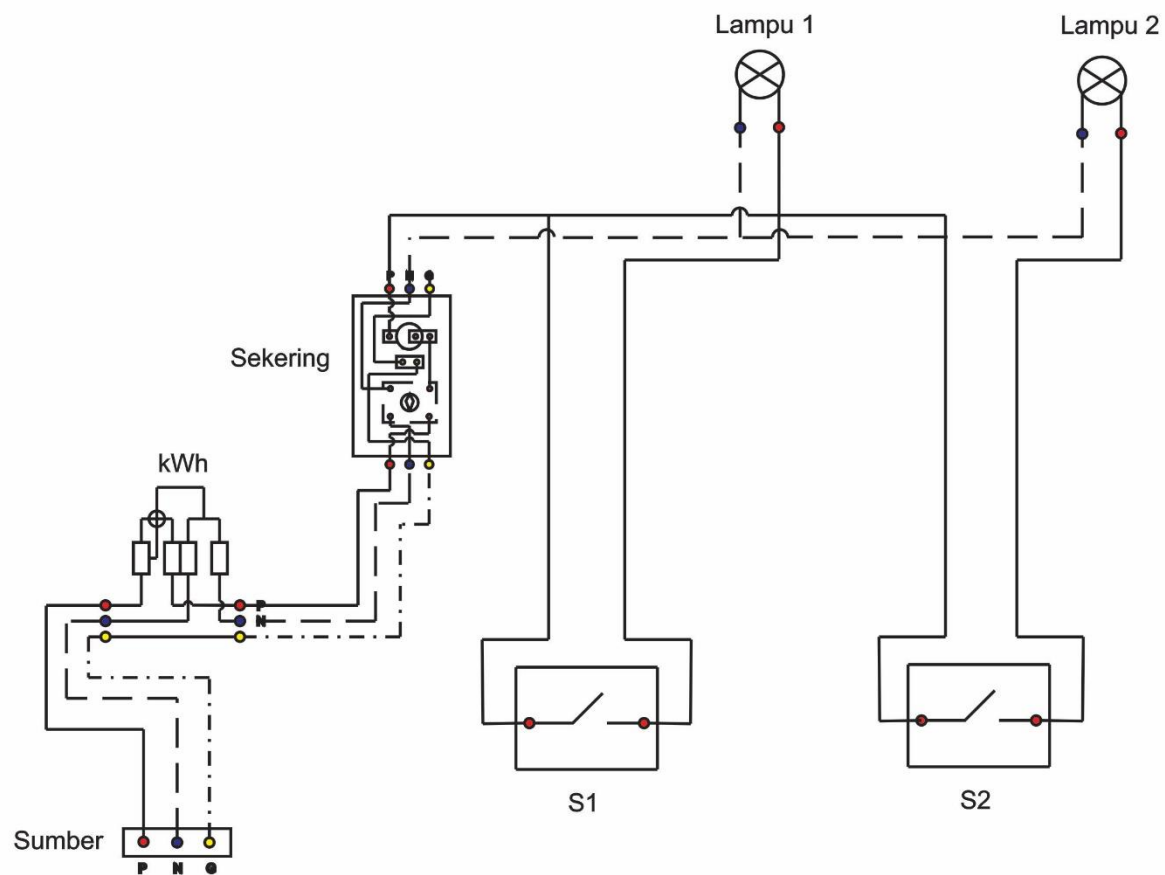 Lampu 1
Lampu 2
P N G
Sekering
kWh
P
N
S1
S2
Sumber
P N G